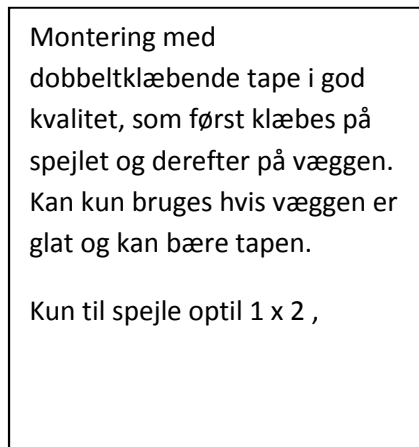 Montering med
dobbeltklæbende tape i god
kvalitet, som først klæbes på
spejlet og derefter på væggen.
Kan kun bruges hvis væggen er
glat og kan bære tapen.
Kun til spejle optil 1 x 2 ,